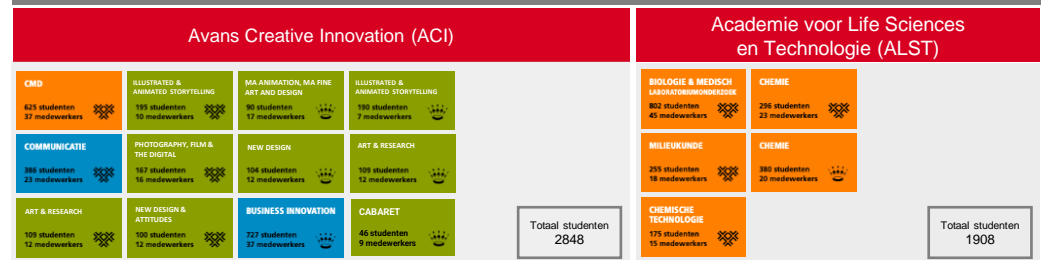 Avans Creative Innovation (ACI)
CMD
625 studenten
37 medewerkers
ILLUSTRATED &
ANIMATED STORYTELLING
195 studenten
10 medewerkers
MA ANIMATION, MA FINE
ART AND DESIGN
90 studenten
17 medewerkers
ILLUSTRATED &
ANIMATED STORYTELLING
190 studenten
7 medewerkers
COMMUNICATIE
386 studenten
23 medewerkers
PHOTOGRAPHY, FILM &
THE DIGITAL
167 studenten
16 medewerkers
NEW DESIGN
104 studenten
12 medewerkers
ART & RESEARCH
109 studenten
12 medewerkers
ART & RESEARCH
109 studenten
12 medewerkers
NEW DESIGN &
ATTITUDES
100 studenten
12 medewerkers
BUSINESS INNOVATION
727 studenten
37 medewerkers
CABARET
46 studenten
9 medewerkers
Totaal studenten
2848
Academie voor Life Sciences
en Technologie (ALST)
BIOLOGIE & MEDISCH
LABORATORIUMONDERZOEK
802 studenten
45 medewerkers
CHEMIE
296 studenten
23 medewerkers
MILIEUKUNDE
255 studenten
18 medewerkers
CHEMIE
380 studenten
20 medewerkers
CHEMISCHE
TECHNOLOGIE
175 studenten
15 medewerkers
Totaal studenten
1908